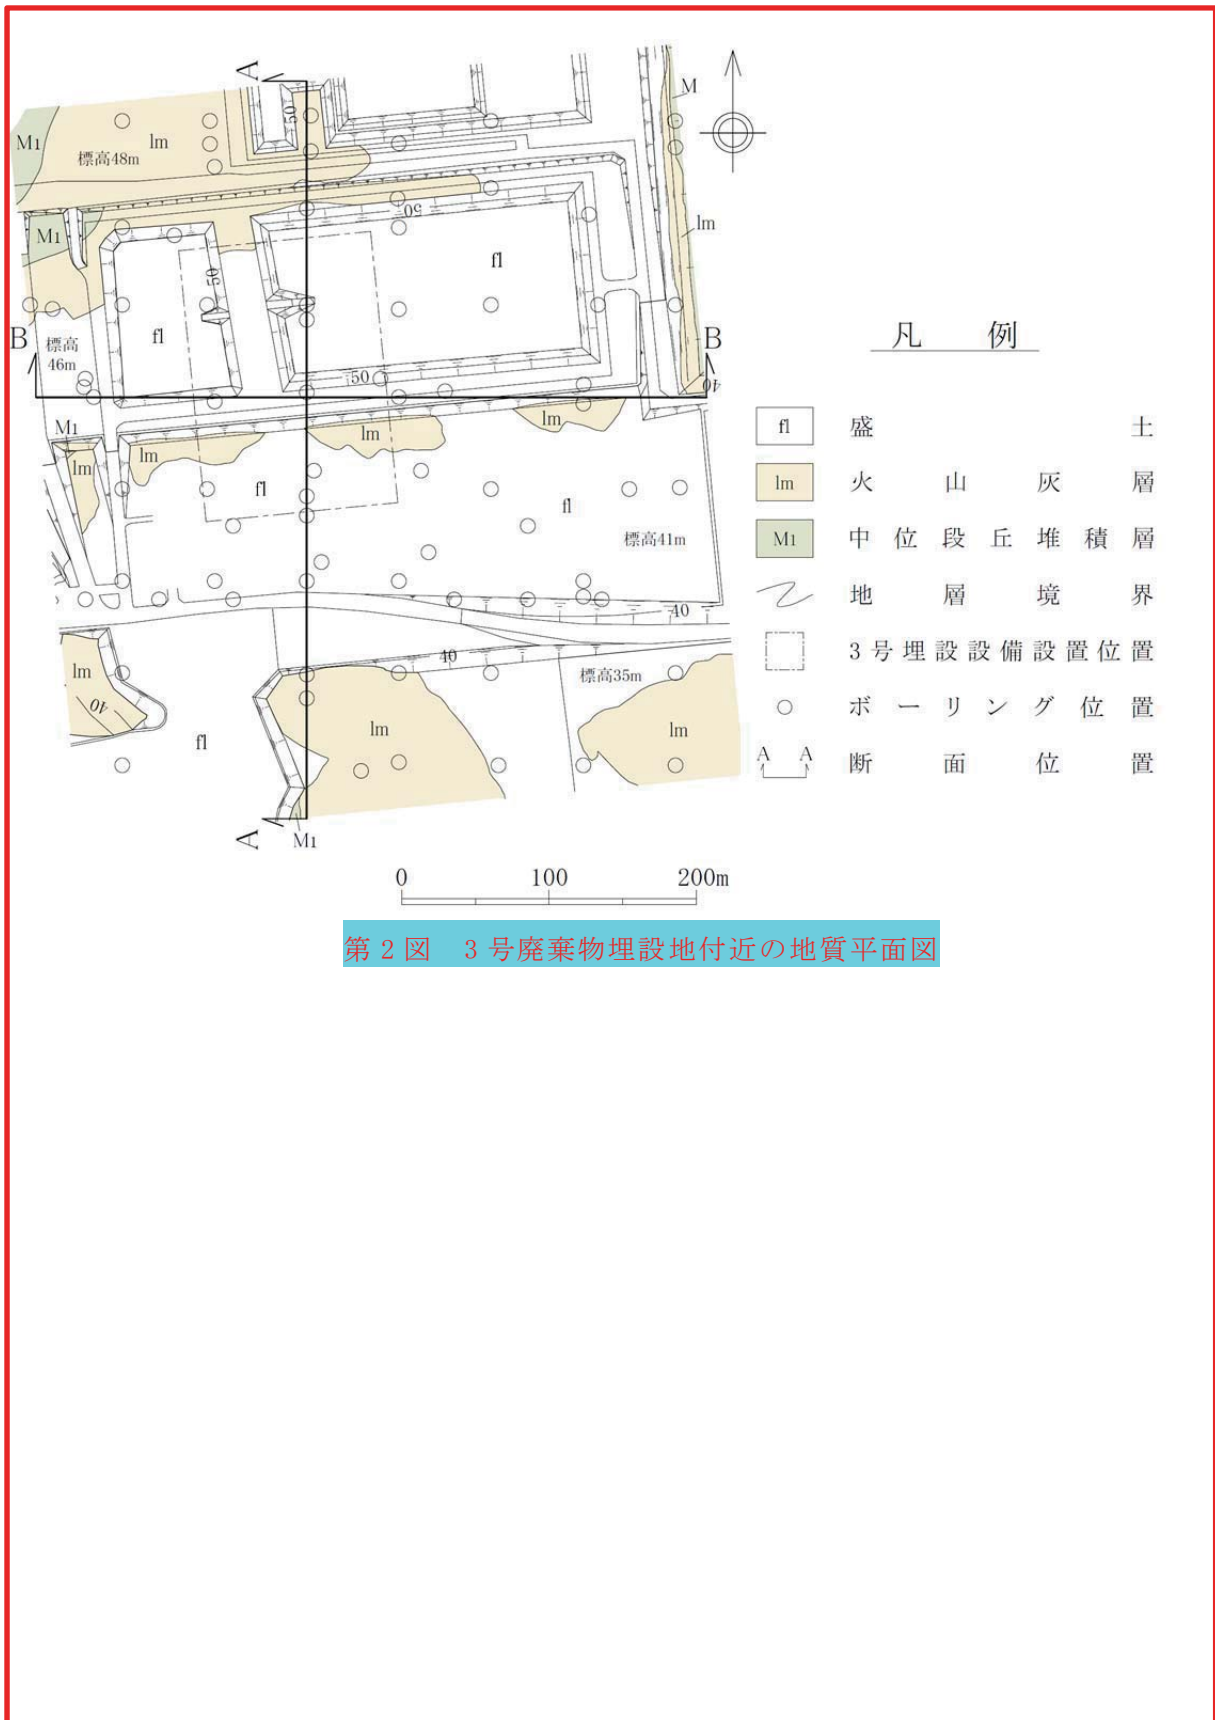 A
50
M
M1
lm
標高48m
lm
M1
50
fl
50
fl
B
B
標高
46m
50
40
M1
lm
lm
lm
lm
fl
fl
標高41m
40
40
標高35m
lm
40
fl
lm
lm
A
M1
0 100 200m
凡 例
fl 盛土
lm 火山灰層
M1 中位段丘堆積層
地層境界
3号埋設設備設置位置
ボーリング位置
A A 断面位置
第2図 3号廃棄物埋設地付近の地質平面図